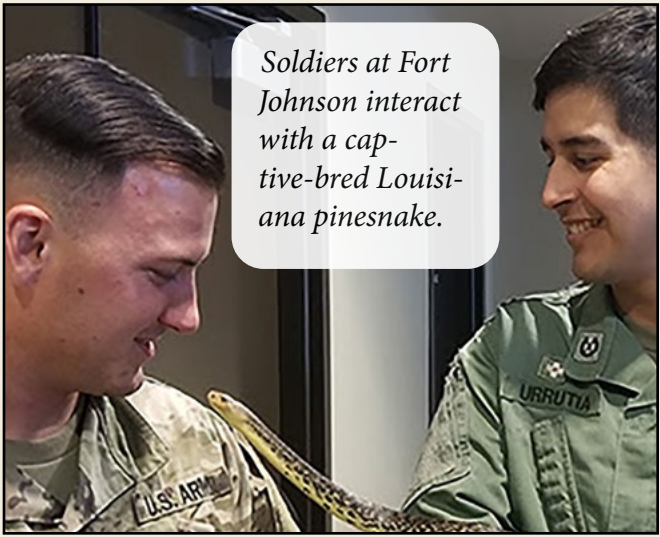 Soldiers at Fort
Johnson interact
with a cap-
tive-bred Louisi-
ana pinesnake.
URRUTIA
U.S. ARMY